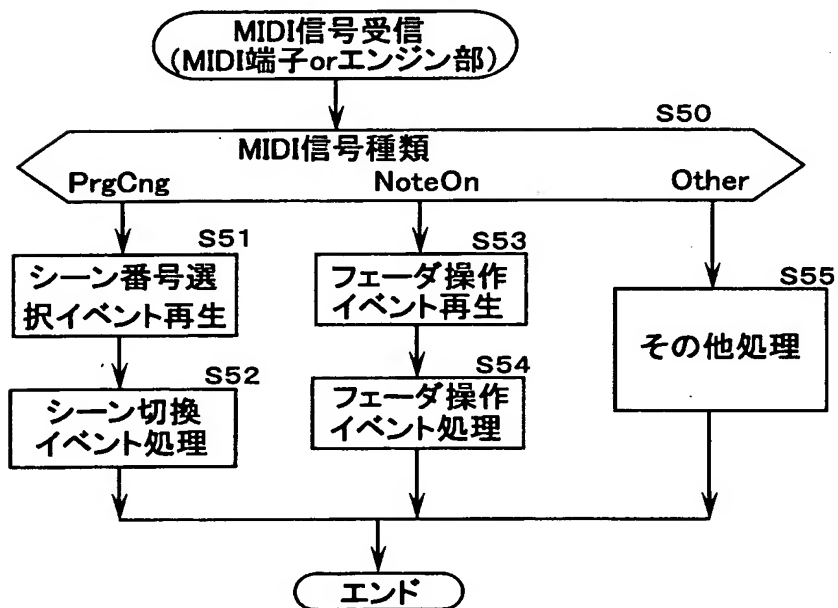 MIDI信号受信
(MIDI端子orエンジン部)
S50
MIDI信号種類
PrgCng
NoteOn
Other
S51
シーン番号選
択イベント再生
S52
シーン切換
イベント処理
S53
フェーダ操作
イベント再生
S54
フェーダ操作
イベント処理
S55
その他処理
エンド